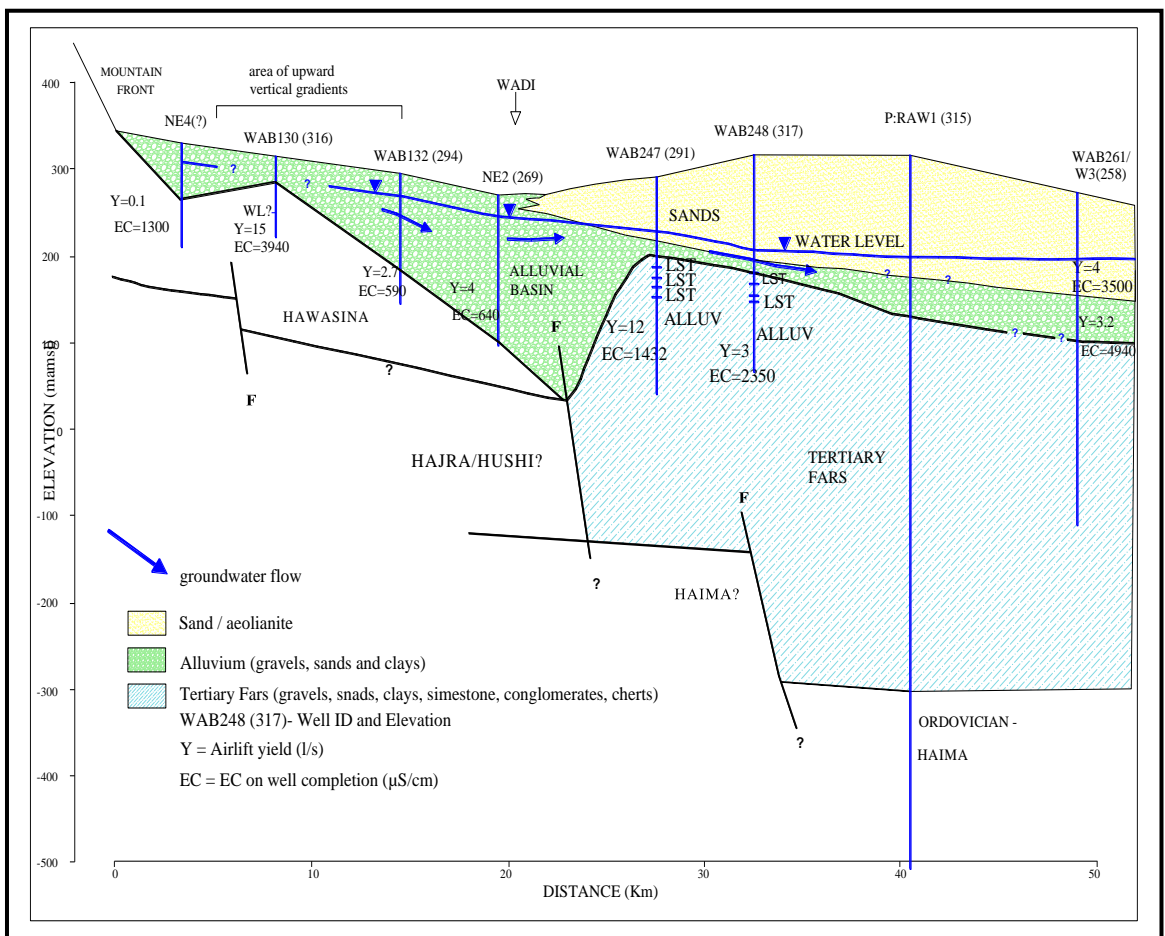 MOUNTAIN
FRONT
area of upward
vertical gradients
WADI
NE4(?)
WAB130 (316)
WAB132 (294)
NE2 (269)
WAB247 (291)
WAB248 (317)
P:RAW1 (315)
WAB261/
W3(258)
400
300
200
100
0
-100
-200
-300
-400
-500
ELEVATION (mamsl)
?
?
Y=0.1
EC=1300
WL?-
Y=15
EC=3940
Y=2.7
EC=590
Y=4
EC=640
ALLUVIAL
BASIN
SANDS
WATER LEVEL
LST
LST
LST
ALLUV
Y=12
EC=1432
LST
LST
ALLUV
Y=3
EC=2350
?
?
Y=4
EC=3500
Y=3.2
EC=4940
?
?
HAWASINA
F
F
?
HAJRA/HUSHI?
TERTIARY
FARS
F
?
HAIMA?
?
ORDOVICIAN -
HAIMA
groundwater flow
Sand / aeolianite
Alluvium (gravels, sands and clays)
Tertiary Fars (gravels, snads, clays, simestone, conglomerates, cherts)
WAB248 (317)- Well ID and Elevation
Y = Airlift yield (l/s)
EC = EC on well completion (µS/cm)
0
10
20
30
40
50
DISTANCE (Km)